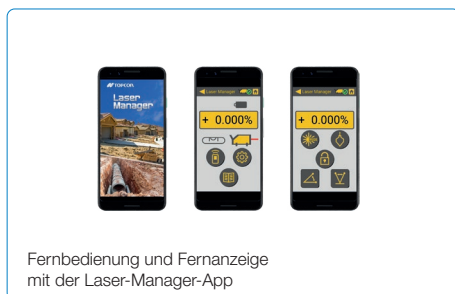 TOPCON
Laser
Manager
Laser Manager
+ 0.000%
Laser Manager
+ 0.000%
Fernbedienung und Fernanzeige
mit der Laser-Manager-App